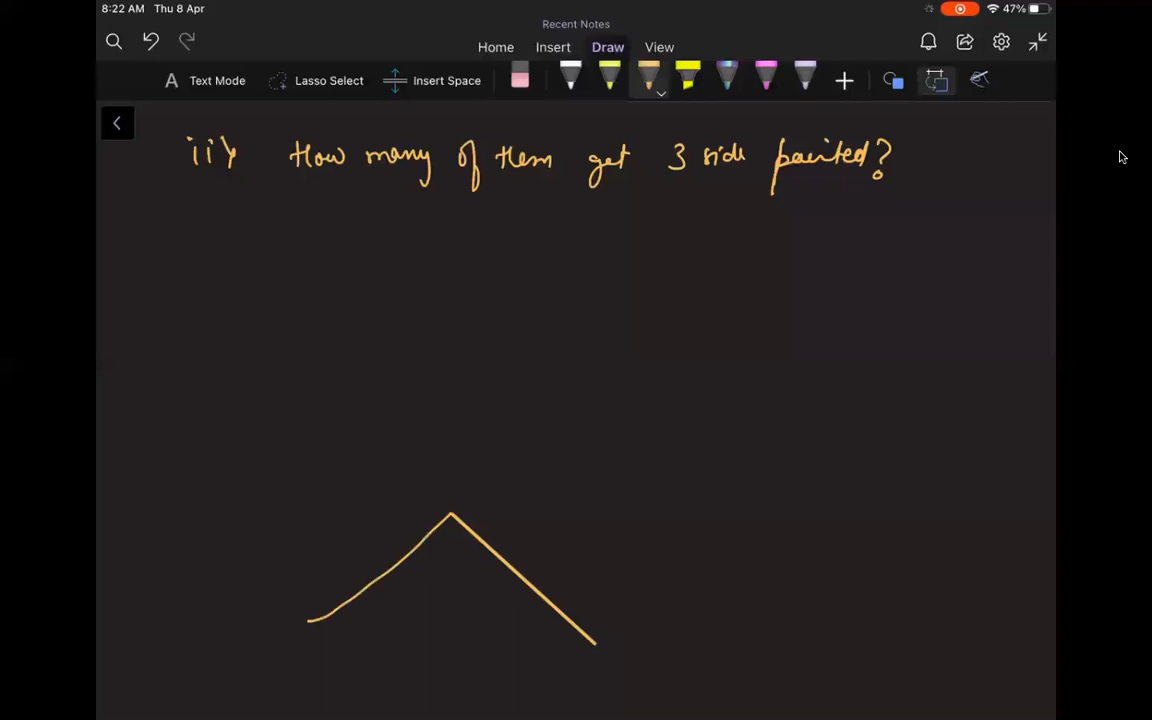 8:22 AM Thu 8 Apr
47%
Recent Notes
Home Insert Draw View
Text Mode Lasso Select Insert Space
ii) How many of them get 3 side painted?